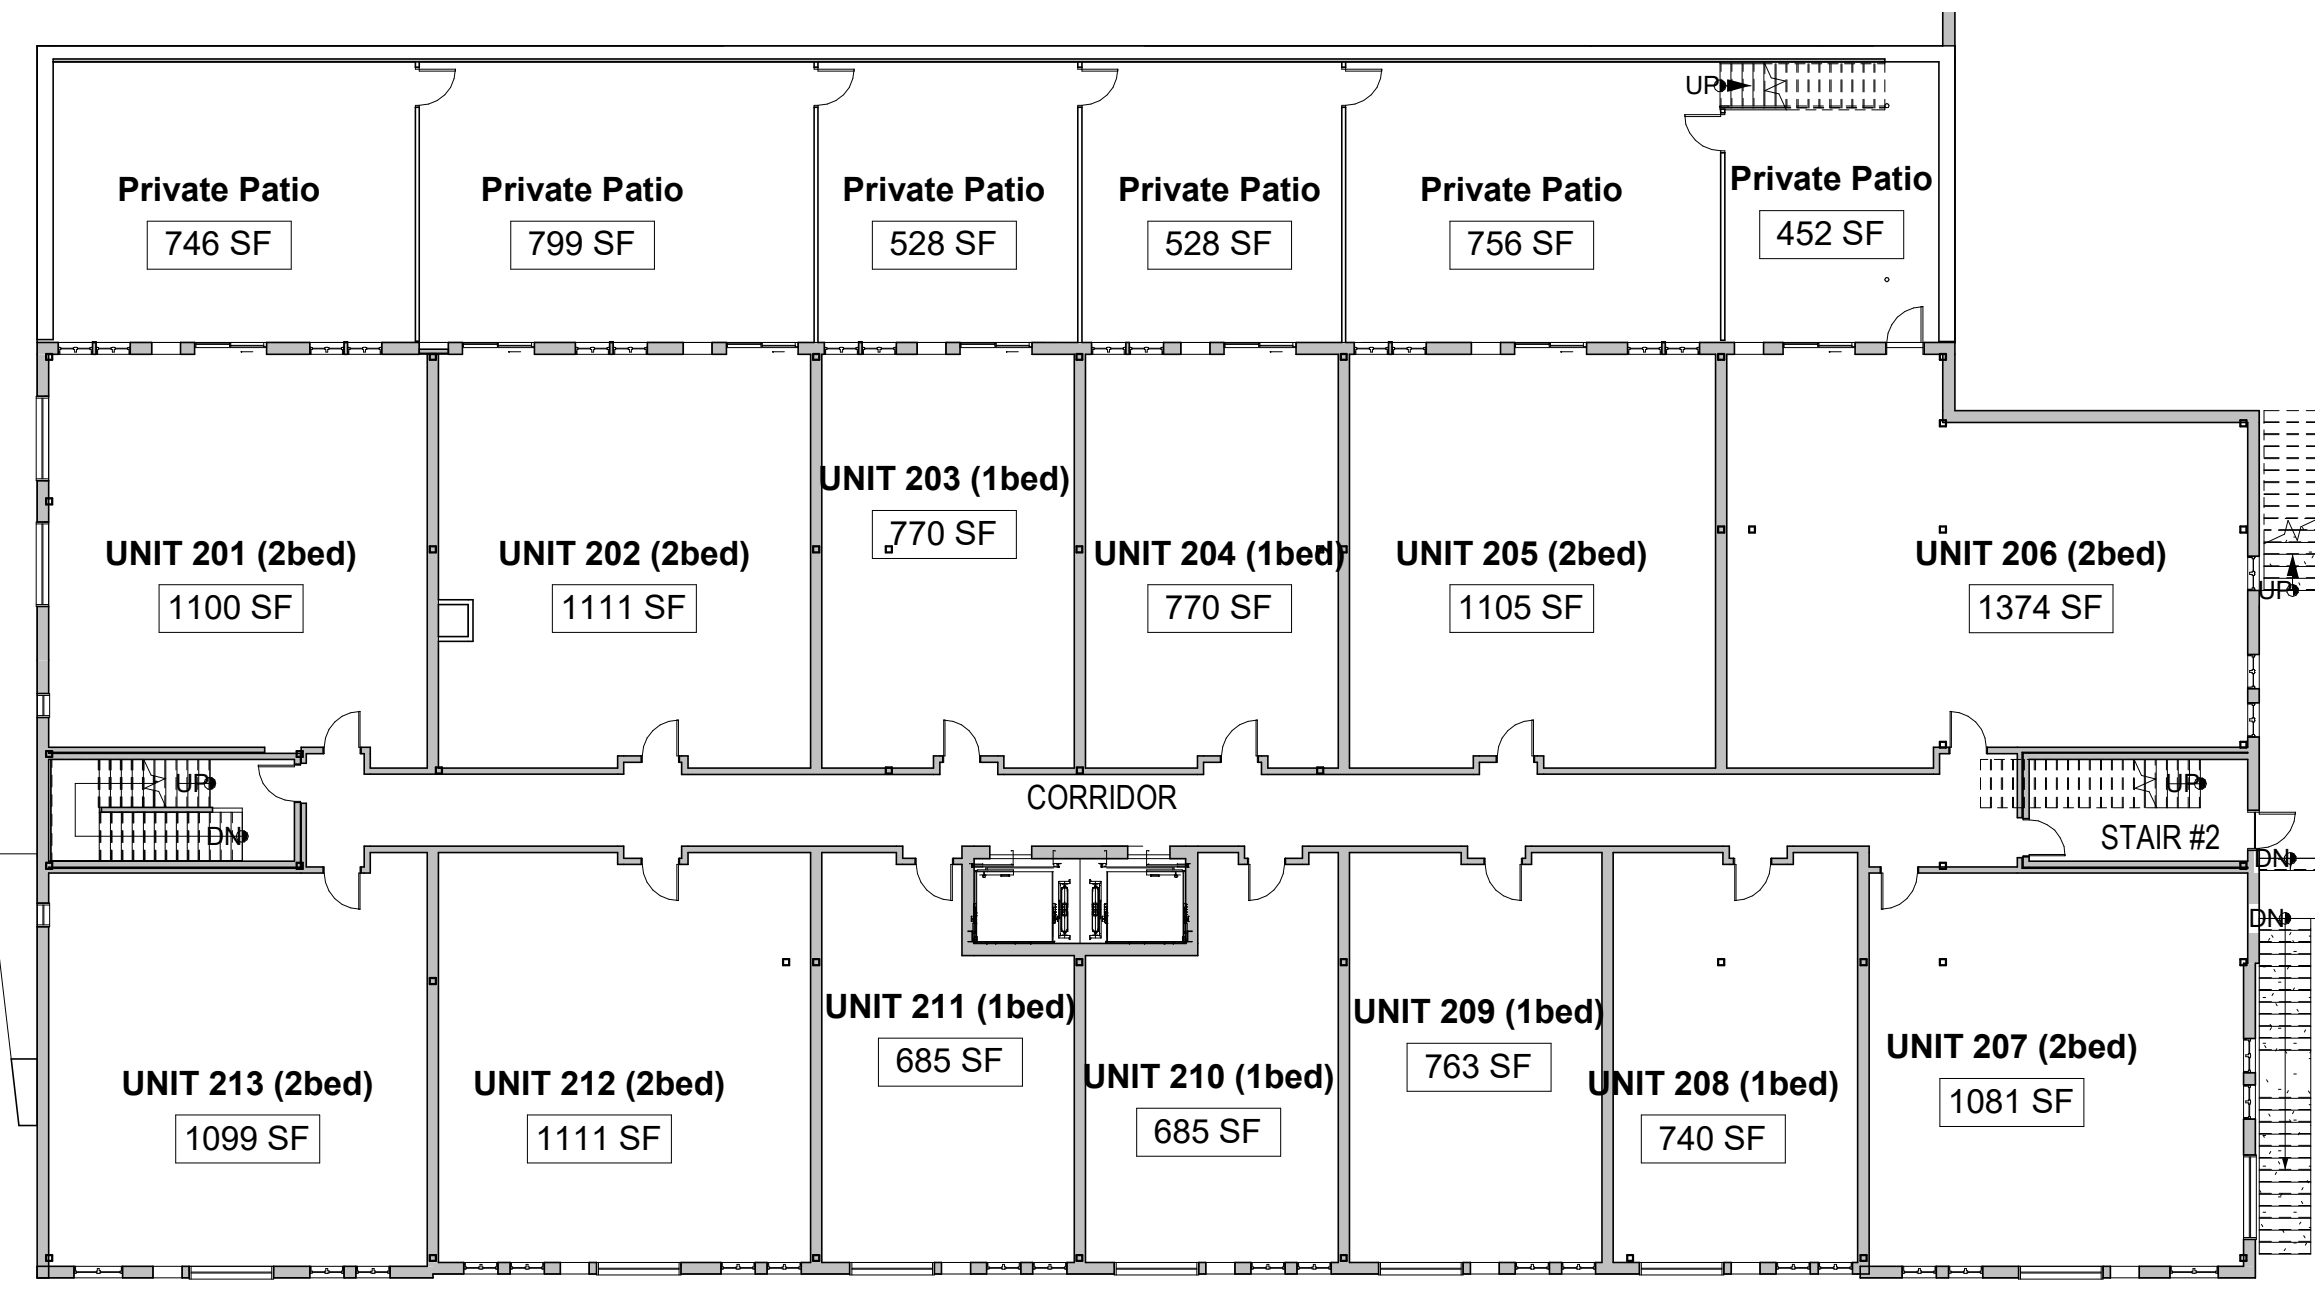 UP
Private Patio
746 SF
Private Patio
799 SF
Private Patio
528 SF
Private Patio
528 SF
Private Patio
756 SF
Private Patio
452 SF
UNIT 201 (2bed)
1100 SF
UNIT 202 (2bed)
1111 SF
UNIT 203 (1bed)
770 SF
UNIT 204 (1bed)
770 SF
UNIT 205 (2bed)
1105 SF
UNIT 206 (2bed)
1374 SF
UP
UP
DN
CORRIDOR
UP
STAIR #2
DN
DN
UNIT 213 (2bed)
1099 SF
UNIT 212 (2bed)
1111 SF
UNIT 211 (1bed)
685 SF
UNIT 210 (1bed)
685 SF
UNIT 209 (1bed)
763 SF
UNIT 208 (1bed)
740 SF
UNIT 207 (2bed)
1081 SF